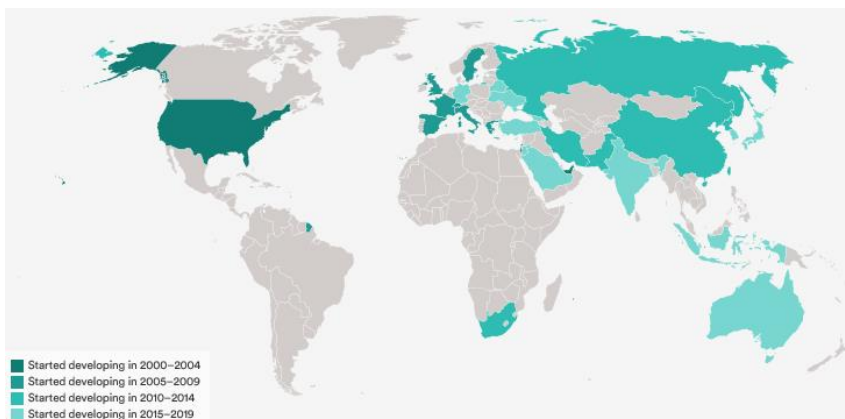 Started developing in 2000–2004
Started developing in 2005–2009
Started developing in 2010–2014
Started developing in 2015–2019